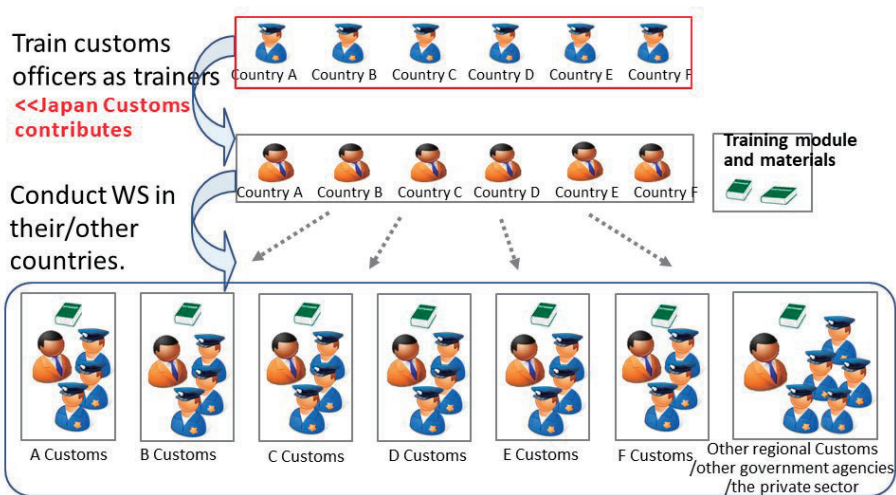 Train customs
officers as trainers
<<Japan Customs
contributes
Country A Country B Country C Country D Country E Country F
Country A Country B Country C Country D Country E Country F
Training module
and materials
Conduct WS in
their/other
countries.
A Customs B Customs C Customs D Customs E Customs F Customs
Other regional Customs
/other government agencies
/the private sector